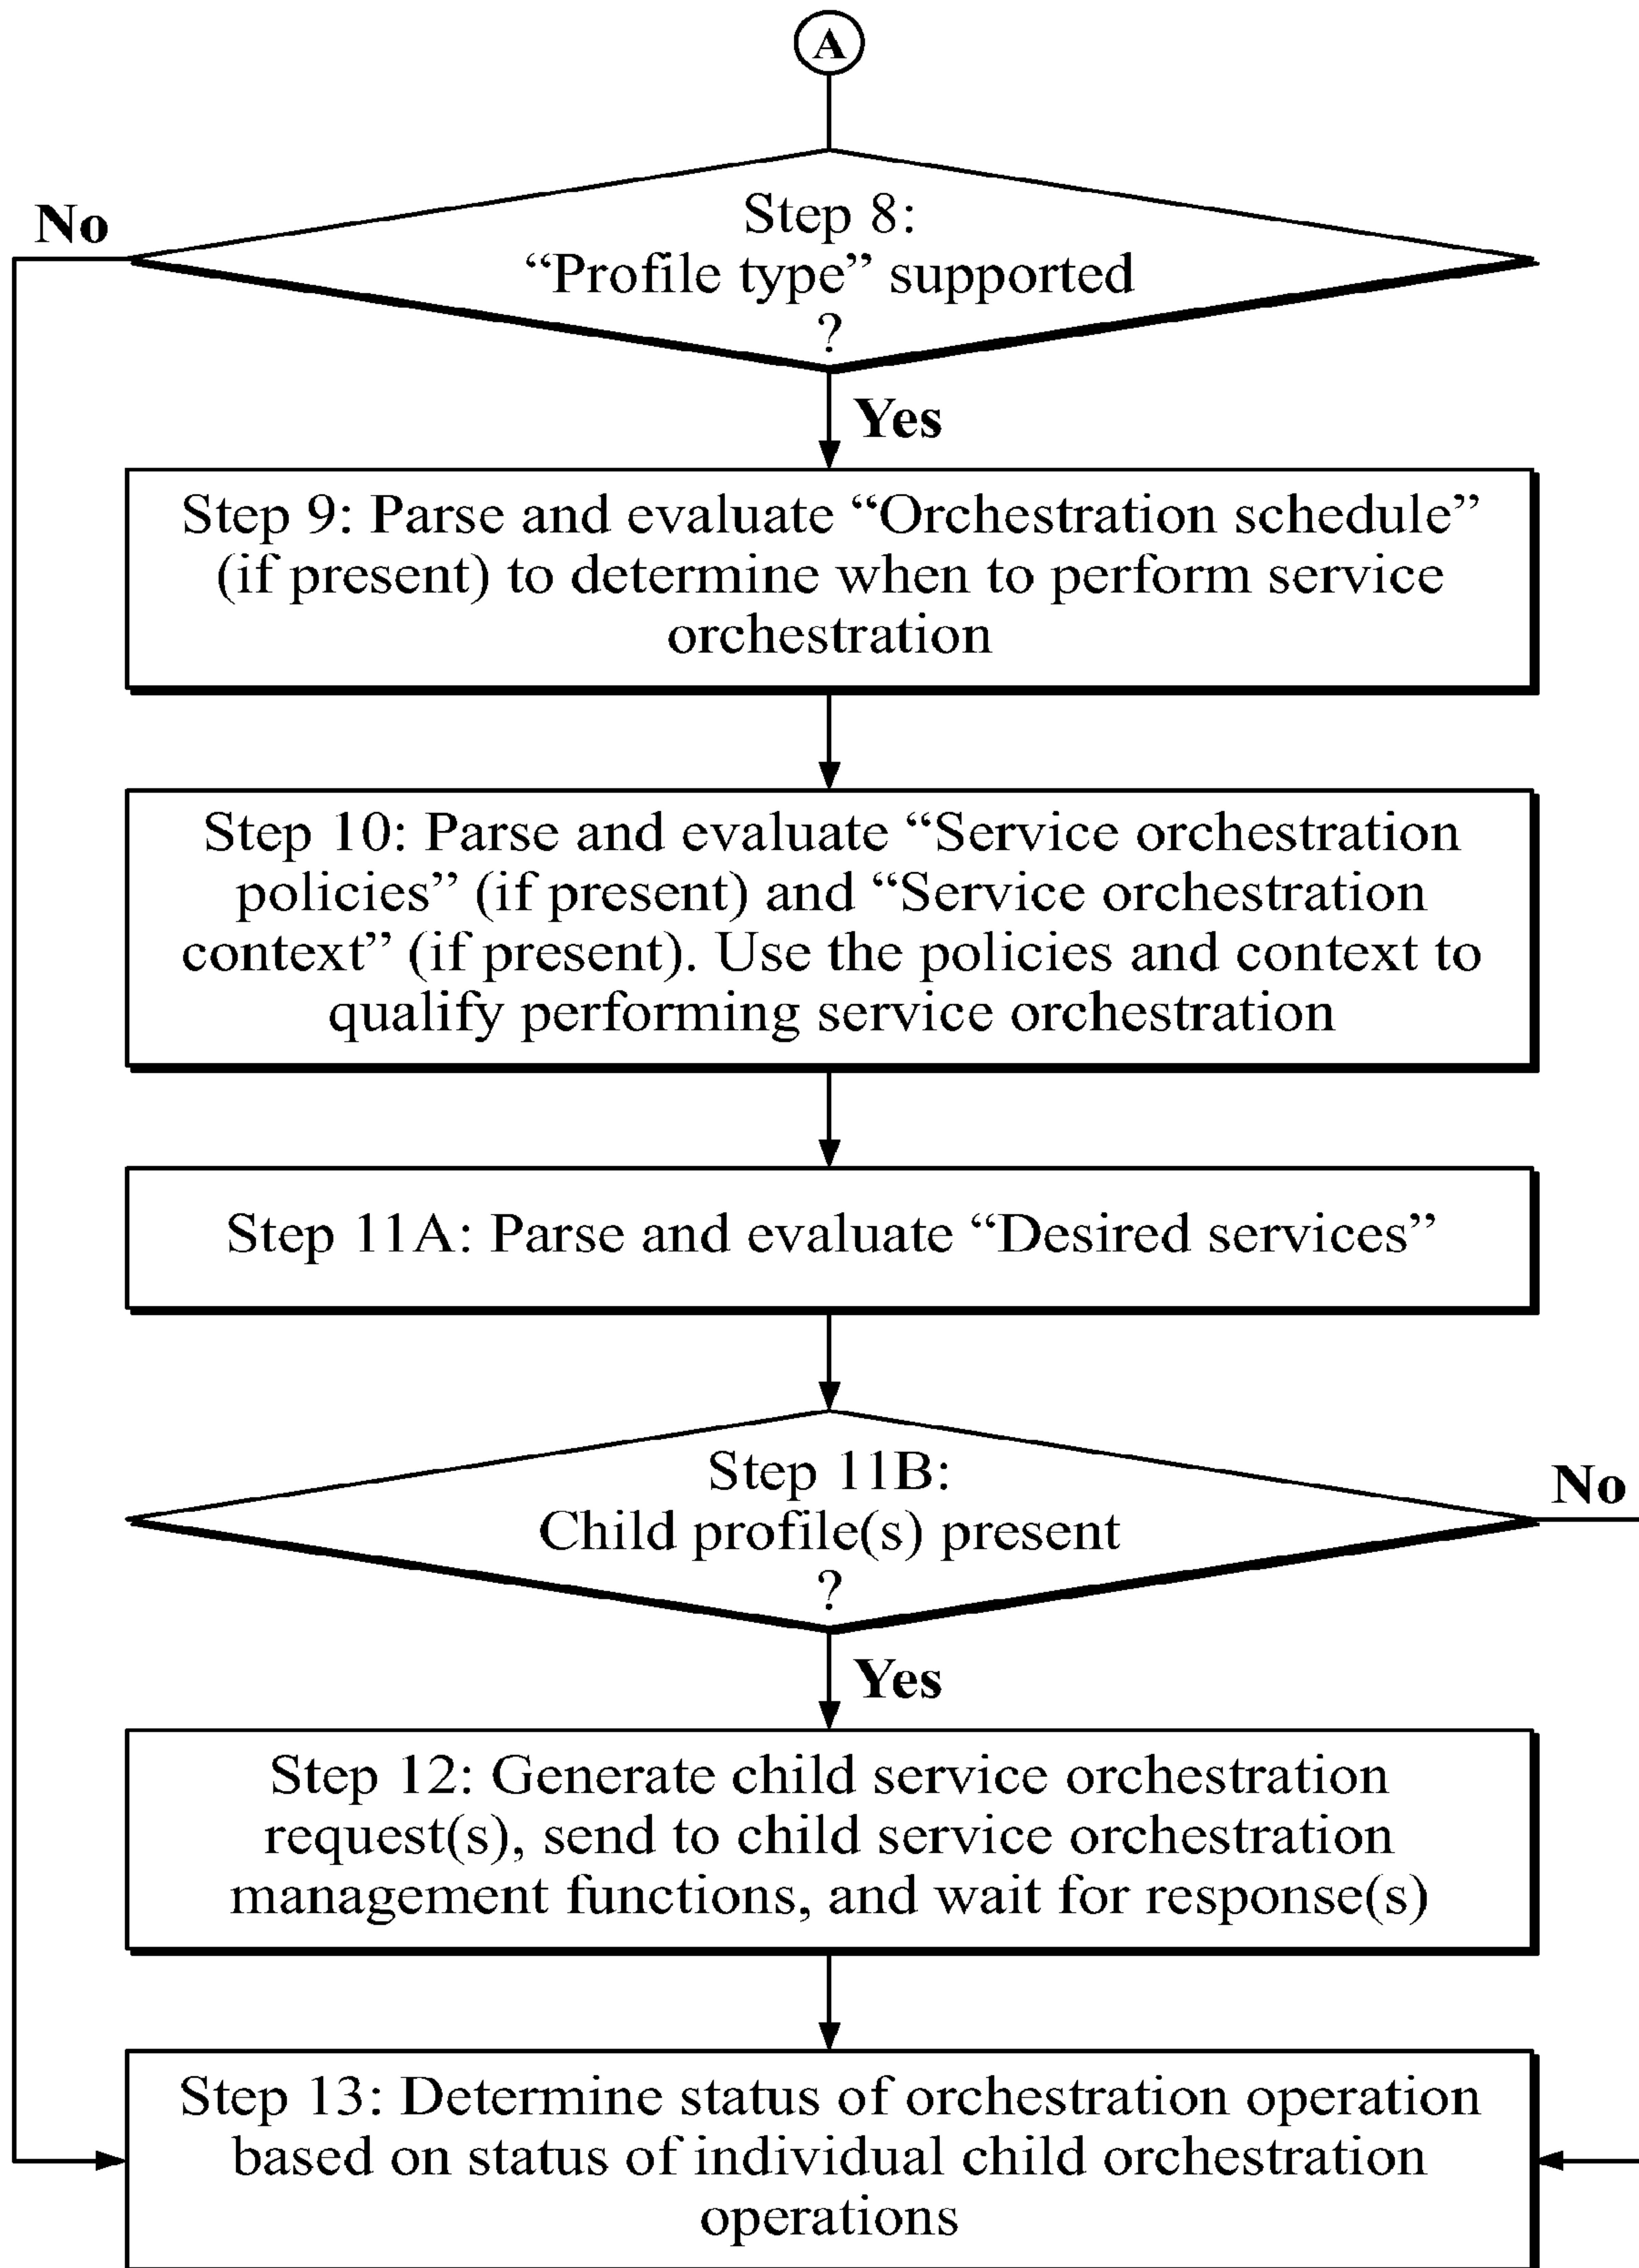 A
Step 8:
“Profile type” supported
?
No
Yes
Step 9: Parse and evaluate “Orchestration schedule”
(if present) to determine when to perform service
orchestration
Step 10: Parse and evaluate “Service orchestration
policies” (if present) and “Service orchestration
context” (if present). Use the policies and context to
qualify performing service orchestration
Step 11A: Parse and evaluate “Desired services”
Step 11B:
Child profile(s) present
?
No
Yes
Step 12: Generate child service orchestration
request(s), send to child service orchestration
management functions, and wait for response(s)
Step 13: Determine status of orchestration operation
based on status of individual child orchestration
operations